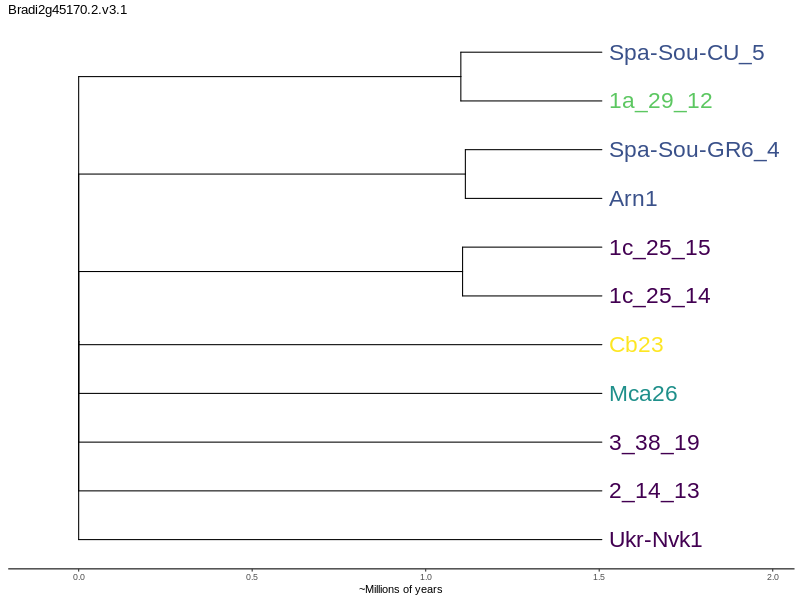 Bradi2g45170.2.v3.1
Spa-Sou-CU_5
1a_29_12
Spa-Sou-GR6_4
Arn1
1c_25_15
1c_25_14
Cb23
Mca26
3_38_19
2_14_13
Ukr-Nvk1
0.0 0.5 1.0 1.5 2.0
~Millions of years